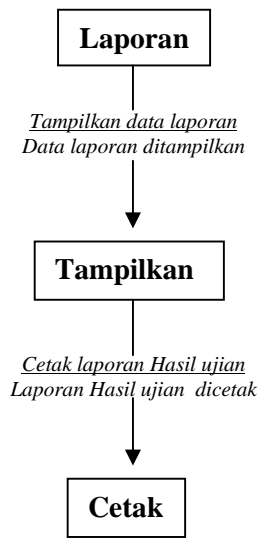 Laporan
Tampilkan data laporan
Data laporan ditampilkan
Tampilkan
Cetak laporan Hasil ujian
Laporan Hasil ujian dicetak
Cetak